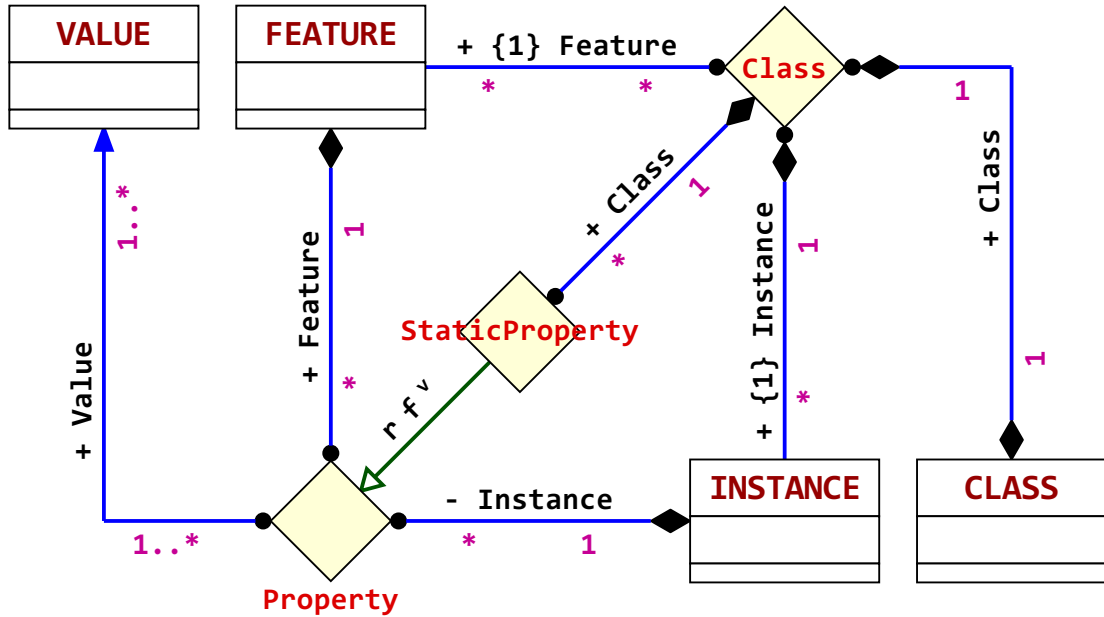 VALUE
FEATURE
+ {1} Feature
* *
Class
1
+ Class
1
*
+ Class
1
+ {1} Instance
1
*
1..*
+ Value
1..*
1
+ Feature
*
StaticProperty
r f v
- Instance
* 1
INSTANCE
CLASS
Property